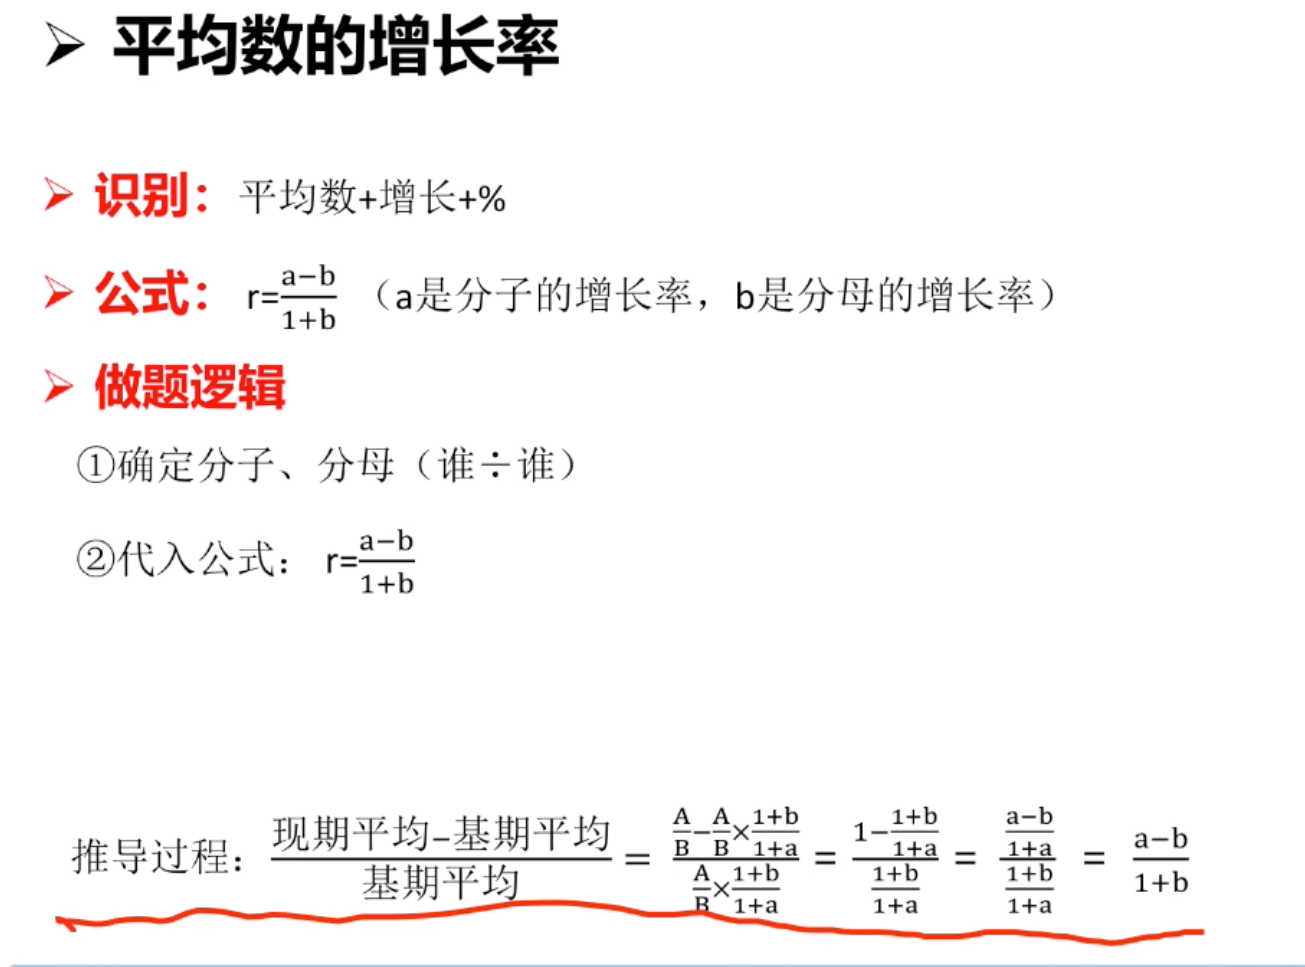 ➢ 平均数的增长率
➢ 识别：平均数+增长+%
➢ 公式： r=\frac{a−b}{1+b} （a是分子的增长率，b是分母的增长率）
➢ 做题逻辑
①确定分子、分母（谁÷谁）
②代入公式： r=\frac{a−b}{1+b}
推导过程：\frac{现期平均−基期平均}{基期平均} = \frac{\frac{A}{B}−\frac{A}{B}×\frac{1+b}{1+a}}{\frac{A}{B}×\frac{1+b}{1+a}} = \frac{1−\frac{1+b}{1+a}}{\frac{1+b}{1+a}} = \frac{\frac{a−b}{1+a}}{\frac{1+b}{1+a}} = \frac{a−b}{1+b}